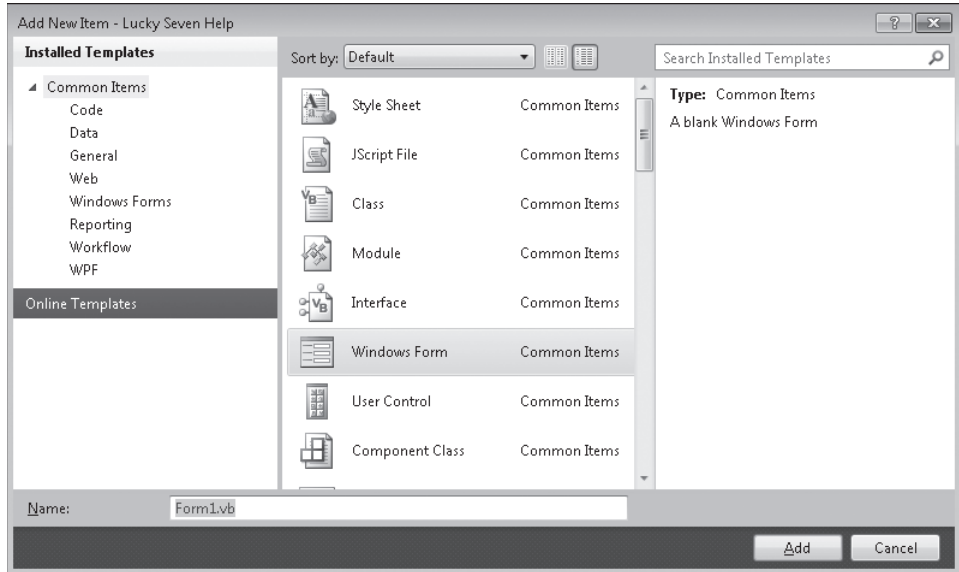 Add New Item - Lucky Seven Help
Installed Templates
Common Items
Code
Data
General
Web
Windows Forms
Reporting
Workflow
WPF
Online Templates
Sort by: Default
Style Sheet Common Items
JScript File Common Items
Class Common Items
Module Common Items
Interface Common Items
Windows Form Common Items
User Control Common Items
Component Class Common Items
Search Installed Templates
Type: Common Items
A blank Windows Form
Name: Form1.vb
Add Cancel